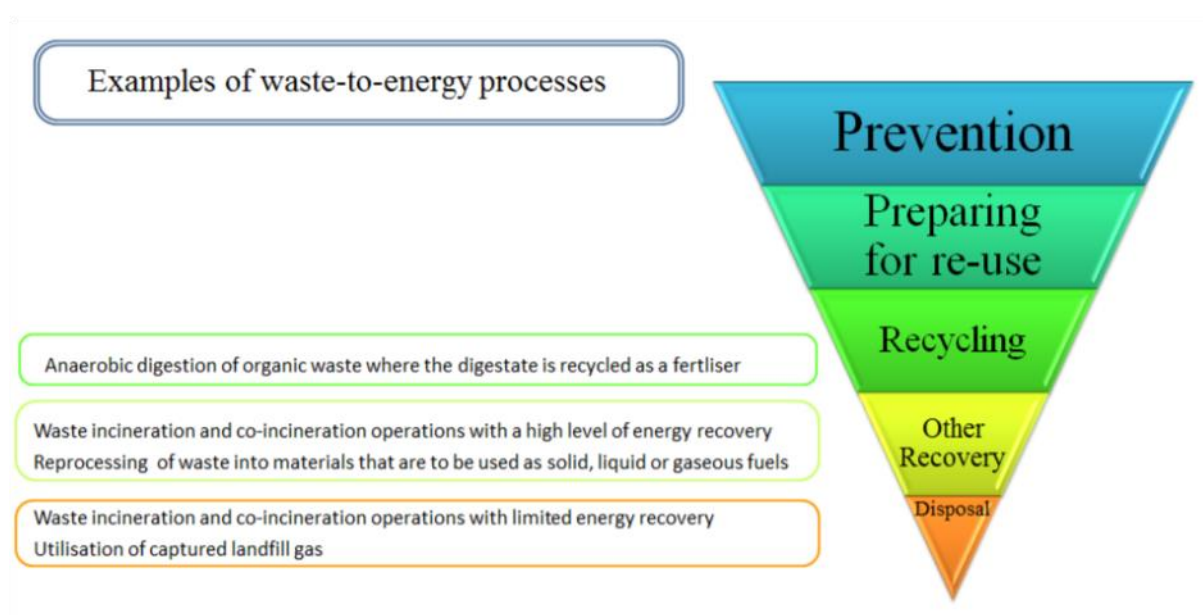 Examples of waste-to-energy processes
Prevention
Preparing
for re-use
Recycling
Anaerobic digestion of organic waste where the digestate is recycled as a fertliser
Other
Recovery
Waste incineration and co-incineration operations with a high level of energy recovery
Reprocessing of waste into materials that are to be used as solid, liquid or gaseous fuels
Disposal
Waste incineration and co-incineration operations with limited energy recovery
Utilisation of captured landfill gas